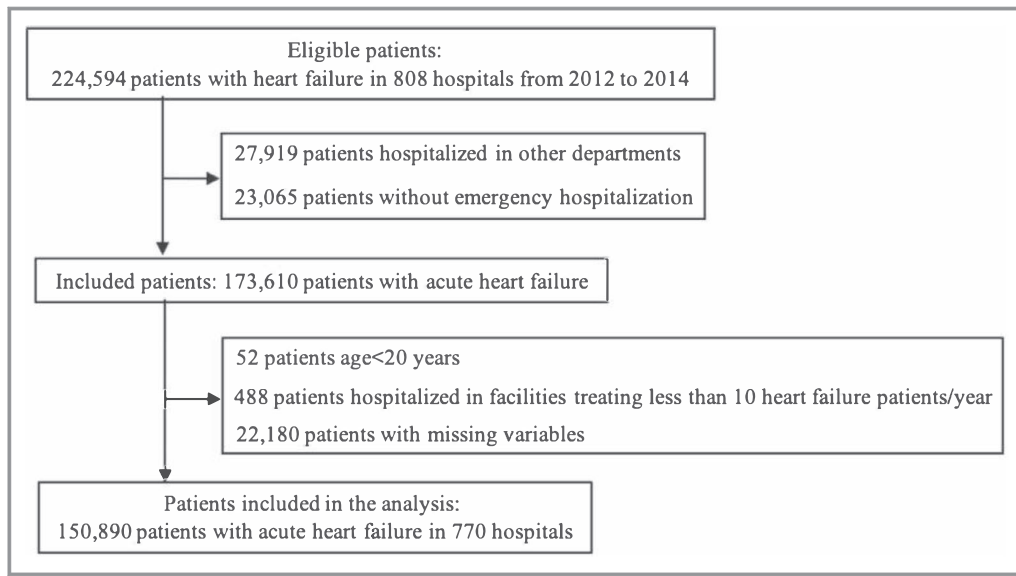 Eligible patients:
224,594 patients with heart failure in 808 hospitals from 2012 to 2014
27,919 patients hospitalized in other departments
23,065 patients without emergency hospitalization
Included patients: 173,610 patients with acute heart failure
52 patients age<20 years
488 patients hospitalized in facilities treating less than 10 heart failure patients/year
22,180 patients with missing variables
Patients included in the analysis:
150,890 patients with acute heart failure in 770 hospitals